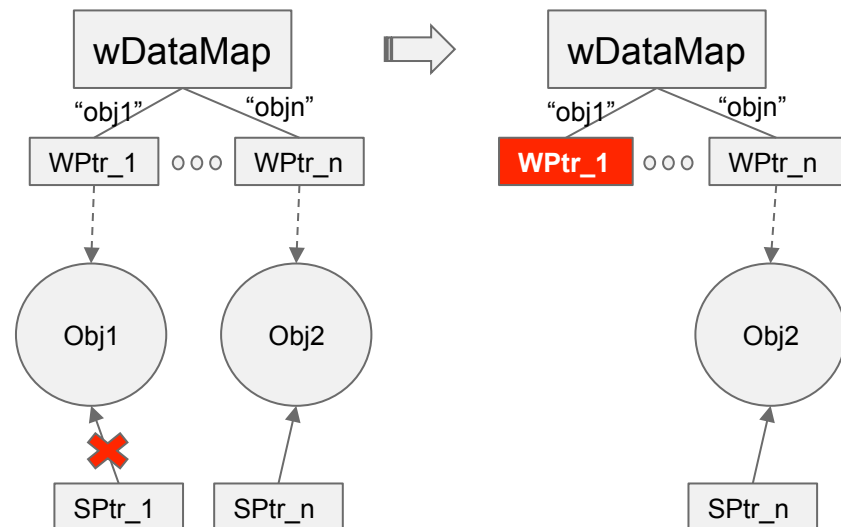 wDataMap
“obj1”
“objn”
WPtr_1
WPtr_n
Obj1
Obj2
SPtr_1
SPtr_n
wDataMap
“obj1”
“objn”
WPtr_1
WPtr_n
Obj2
SPtr_n